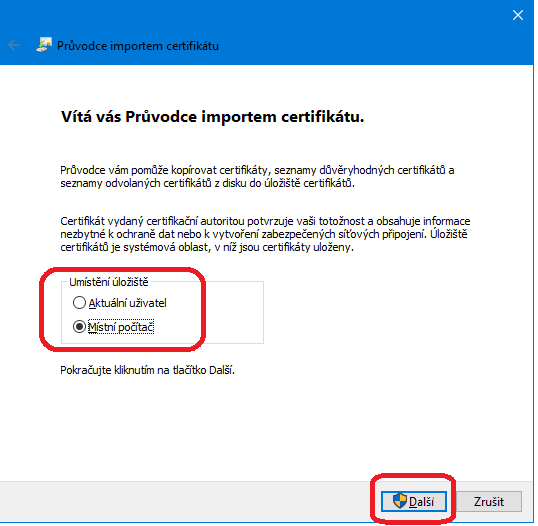 Průvodce importem certifikátu
Vítá vás Průvodce importem certifikátu.
Průvodce vám pomůže kopírovat certifikáty, seznamy důvěryhodných certifikátů a
seznamy odvolaných certifikátů z disku do úložiště certifikátů.
Certifikát vydaný certifikační autoritou potvrzuje vaši totožnost a obsahuje informace
nezbytné k ochraně dat nebo k vytvoření zabezpečených síťových připojení. Úložiště
certifikátů je systémová oblast, v níž jsou certifikáty uloženy.
Umístění úložiště
Aktuální uživatel
Místní počítač
Pokračujte kliknutím na tlačítko Další.
Další
Zrušit